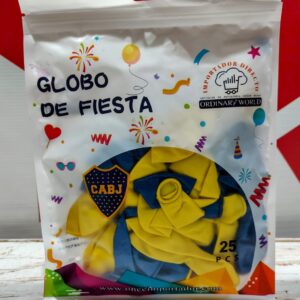 GLOBO
DE FIESTA
IMPORTADOR DIRECTO
ORDINARY WORLD
CABJ
25
PCS